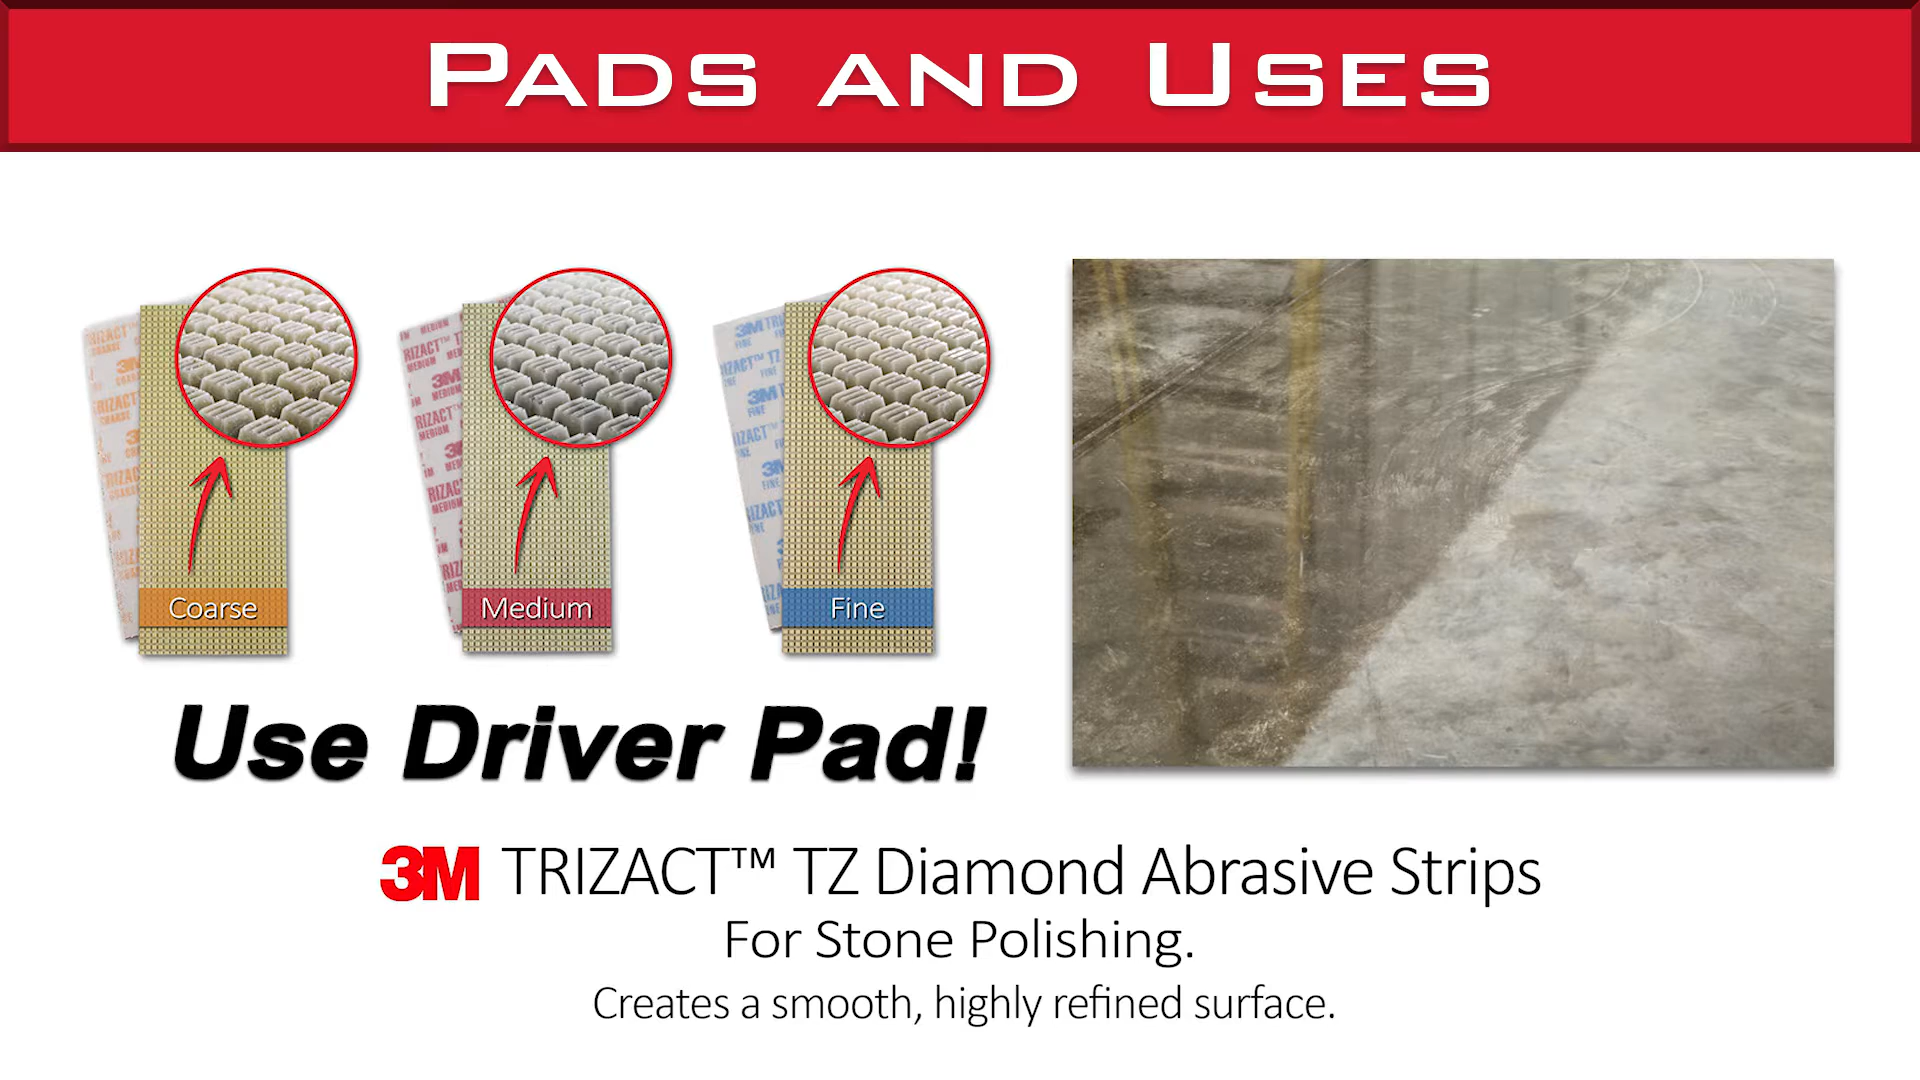 PADS AND USES
Coarse
Medium
Fine
Use Driver Pad!
3M TRIZACT™ TZ Diamond Abrasive Strips
For Stone Polishing.
Creates a smooth, highly refined surface.